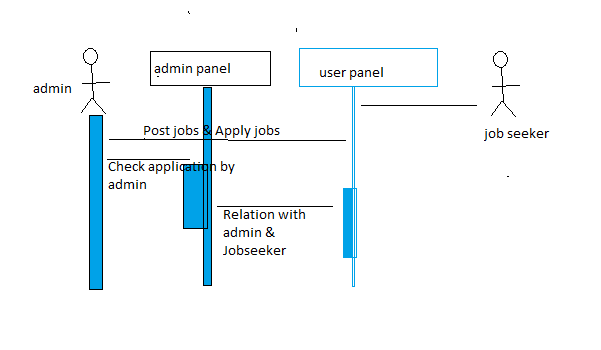 admin panel
user panel
admin
job seeker
Post jobs & Apply jobs
Check application by
admin
Relation with
admin &
Jobseeker